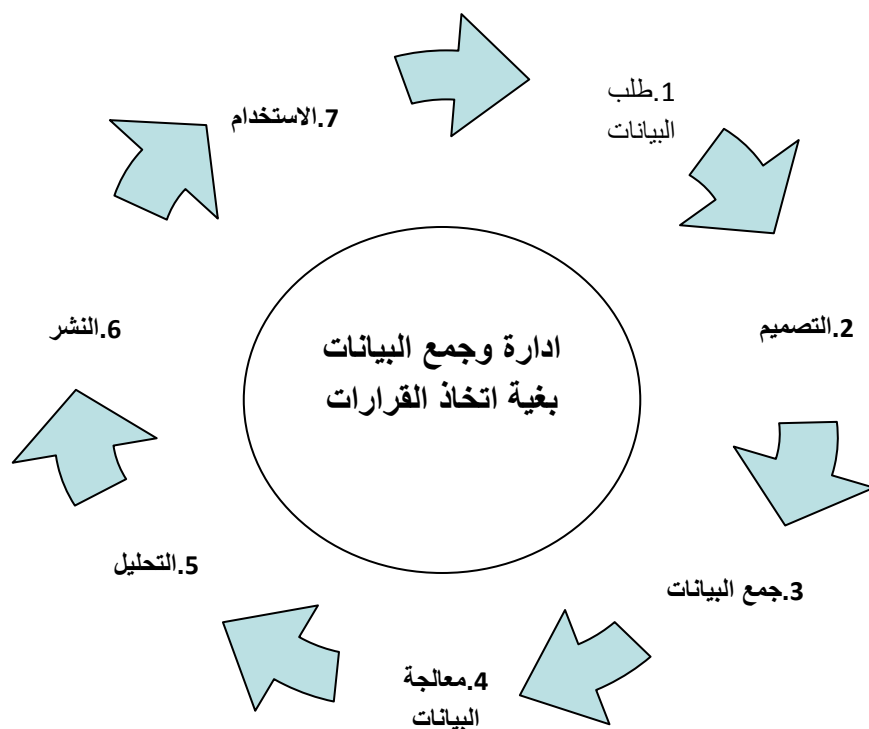 1.طلب
البيانات
2.التصميم
3.جمع البيانات
4.معالجة
البيانات
5.التحليل
6.النشر
7.الاستخدام
ادارة وجمع البيانات
بغية اتخاذ القرارات